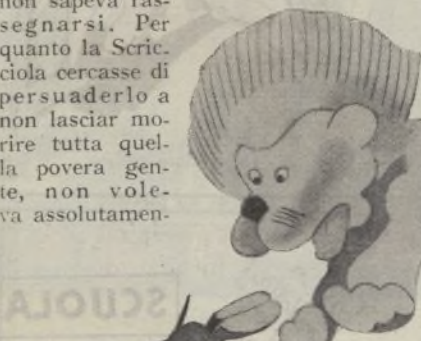 non sapeva ras-
segnarsi. Per
quanto la Scric-
ciola cercasse di
persuaderlo a
non lasciar mo-
rire tutta quel-
la povera gen-
te, non vole-
va assolutamen-
SCUOLA